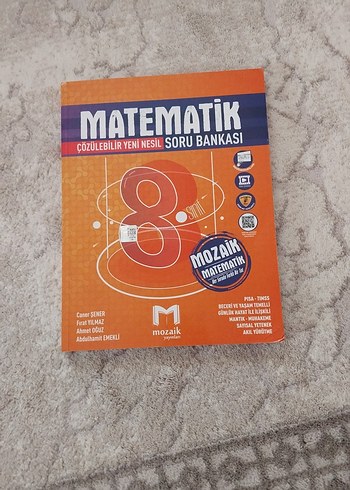 MATEMATİK
ÇÖZÜLEBİLİR YENİ NESİL
SORU BANKASI
8
sınıf
MOZAİK
MATEMATİK
Caner ŞENER
Fırat YILMAZ
Ahmet OĞUZ
Abdulhamit EMEKLİ
M
mozaik
yayınları
PISA - TIMSS
BECERİ VE YAŞAM TEMELLİ
GÜNLÜK HAYAT İLE İLİŞKİLİ
MANTIK - MUHAKEME
SAYISAL YETENEK
AKIL YÜRÜTME